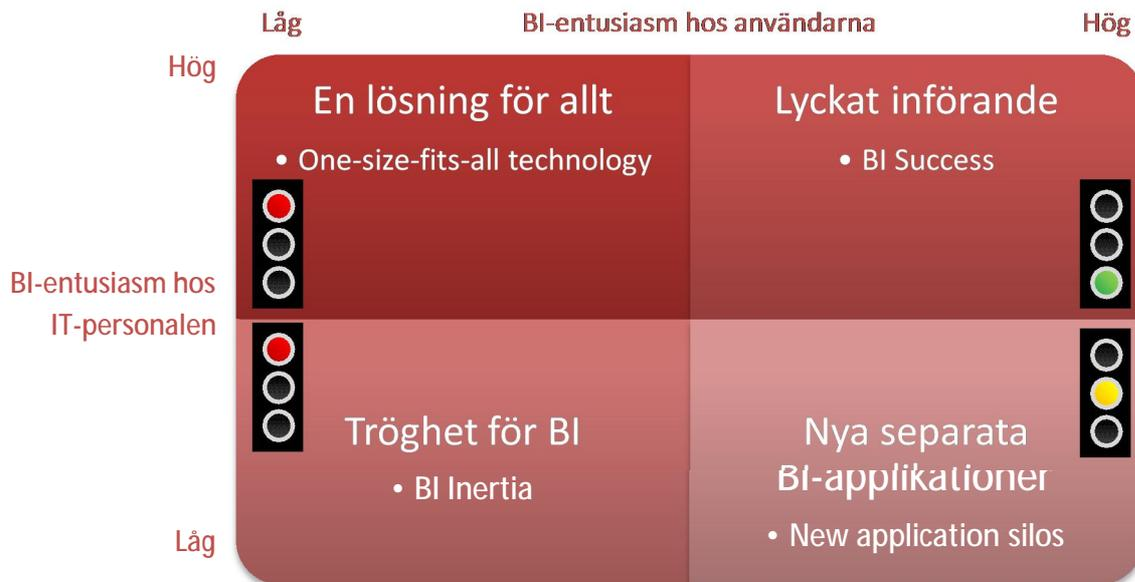 Låg BI-entusiasm hos användarna Hög
Hög
En lösning för allt
• One-size-fits-all technology
Lyckat införande
• BI Success
BI-entusiasm hos
IT-personalen
Tröghet för BI
• BI Inertia
Nya separata
BI-applikationer
• New application silos
Låg